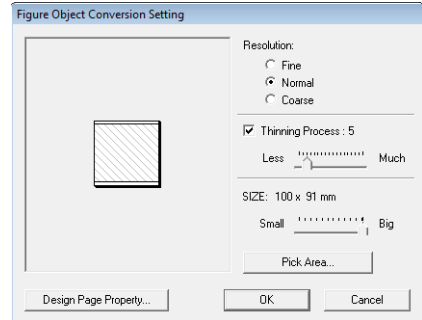 Figure Object Conversion Setting
Resolution:
Fine
Normal
Coarse
Thinning Process : 5
Less Much
SIZE: 100 x 91 mm
Small Big
Pick Area...
Design Page Property... OK Cancel